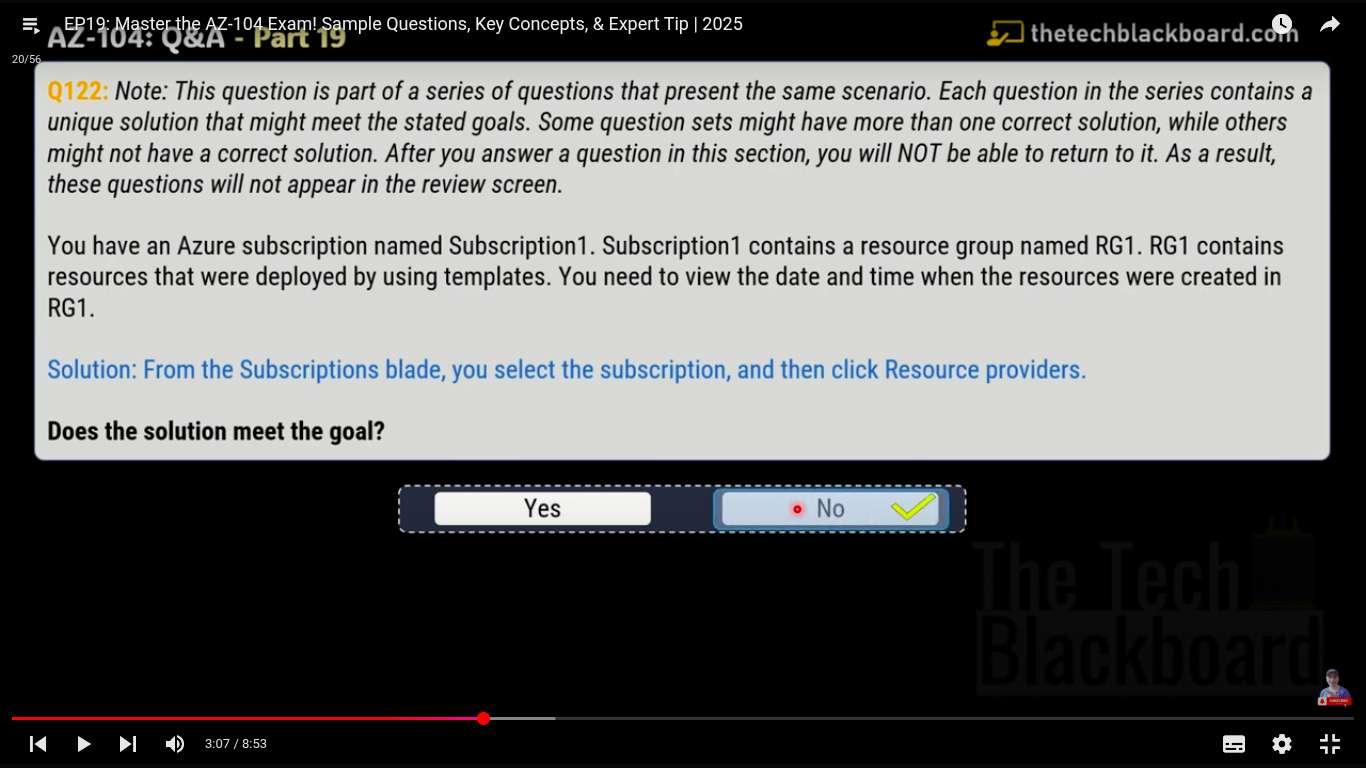 EP19: Master the AZ-104 Exam! Sample Questions, Key Concepts, & Expert Tip | 2025
AZ-104: Q&A - Part 19
thetechblackboard.com
20/56
Q122: Note: This question is part of a series of questions that present the same scenario. Each question in the series contains a
unique solution that might meet the stated goals. Some question sets might have more than one correct solution, while others
might not have a correct solution. After you answer a question in this section, you will NOT be able to return to it. As a result,
these questions will not appear in the review screen.
You have an Azure subscription named Subscription1. Subscription1 contains a resource group named RG1. RG1 contains
resources that were deployed by using templates. You need to view the date and time when the resources were created in
RG1.
Solution: From the Subscriptions blade, you select the subscription, and then click Resource providers.
Does the solution meet the goal?
Yes
No
The Tech
Blackboard
3:07 / 8:53